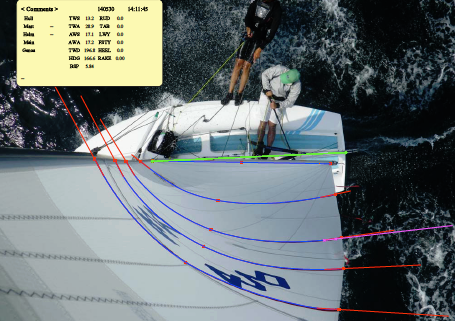 < Comments > 140530 14:11:45
Hull TWS 13.2 RUD 0.0
Mast -- TWA 28.9 TAB 0.0
Helm -- AWS 17.1 LWY 0.0
Main AWA 17.2 FSTY 0.0
Genoa TWD 196.8 HEEL 0.0
HDG 166.6 RAKE 0.00
BSP 5.84
--